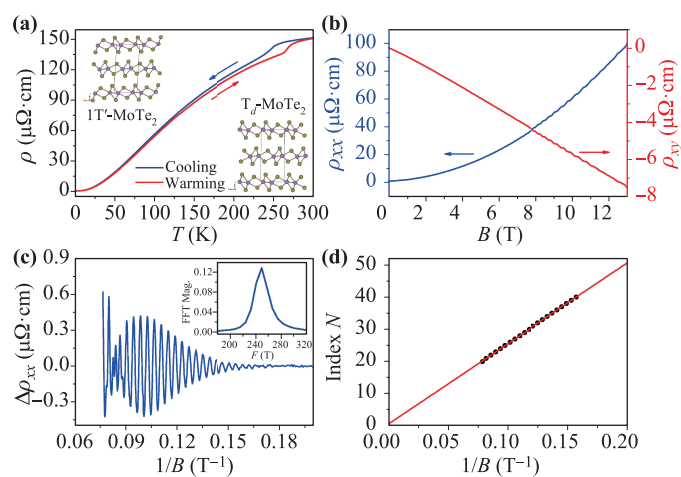 (a)
150
120
90
60
30
0
ρ (μΩ·cm)
1T′-MoTe2
Td-MoTe2
Cooling
Warming
0 50 100 150 200 250 300
T (K)
(b)
100
80
60
40
20
0
ρxx (μΩ·cm)
0
−2
−4
−6
−8
ρxy (μΩ·cm)
0 4 8 12
B (T)
(c)
0.9
0.6
0.3
0.0
−0.3
Δρxx (μΩ·cm)
0.12
0.08
0.04
0.00
FFT Mag.
200 240 280 320
F (T)
0.06 0.09 0.12 0.15 0.18
1/B (T−1)
(d)
50
40
30
20
10
0
Index N
0.00 0.05 0.10 0.15 0.20
1/B (T−1)